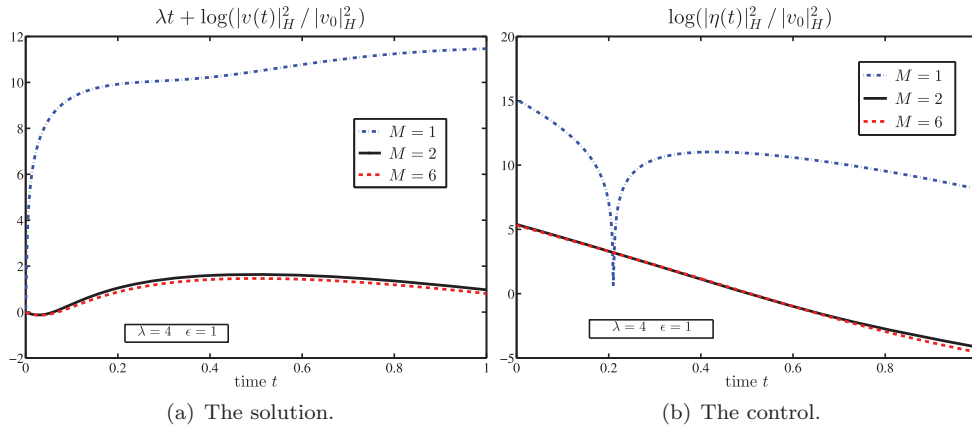 λt + log(|v(t)|²_H / |v₀|²_H)
12
10
8
6
4
2
0
−2
M = 1
M = 2
M = 6
λ = 4 ϵ = 1
0 0.2 0.4 0.6 0.8 1
time t
(a) The solution.
log(|η(t)|²_H / |v₀|²_H)
20
15
10
5
0
−5
M = 1
M = 2
M = 6
λ = 4 ϵ = 1
0 0.2 0.4 0.6 0.8
time t
(b) The control.